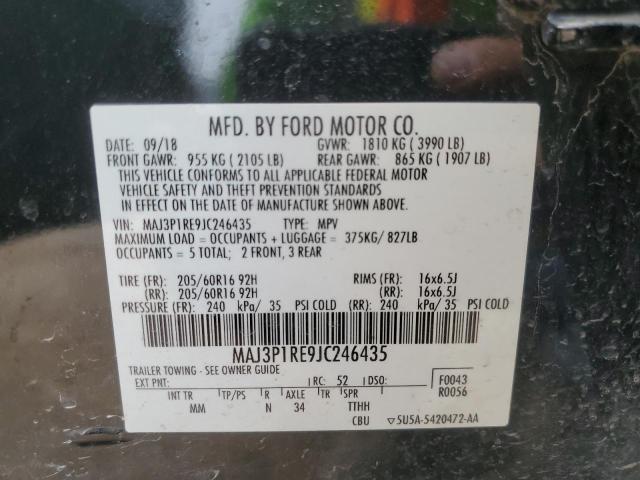 MFD. BY FORD MOTOR CO.
DATE: 09/18 GVWR: 1810 KG ( 3990 LB)
FRONT GAWR: 955 KG ( 2105 LB) REAR GAWR: 865 KG ( 1907 LB)
THIS VEHICLE CONFORMS TO ALL APPLICABLE FEDERAL MOTOR
VEHICLE SAFETY AND THEFT PREVENTION STANDARDS
IN EFFECT ON THE DATE OF MANUFACTURE SHOWN ABOVE.
VIN: MAJ3P1RE9JC246435 TYPE: MPV
MAXIMUM LOAD = OCCUPANTS + LUGGAGE = 375KG/ 827LB
OCCUPANTS = 5 TOTAL; 2 FRONT, 3 REAR
TIRE (FR): 205/60R16 92H RIMS (FR): 16x6.5J
(RR): 205/60R16 92H (RR): 16x6.5J
PRESSURE (FR): 240 kPa/ 35 PSI COLD (RR): 240 kPa/ 35 PSI COLD
MAJ3P1RE9JC246435
TRAILER TOWING - SEE OWNER GUIDE
EXT PNT: RC: 52 DSO: F0043
R0056
INT TR TP/PS R AXLE TR SPR
MM N 34 TTHH
CBU ▽5U5A-5420472-AA